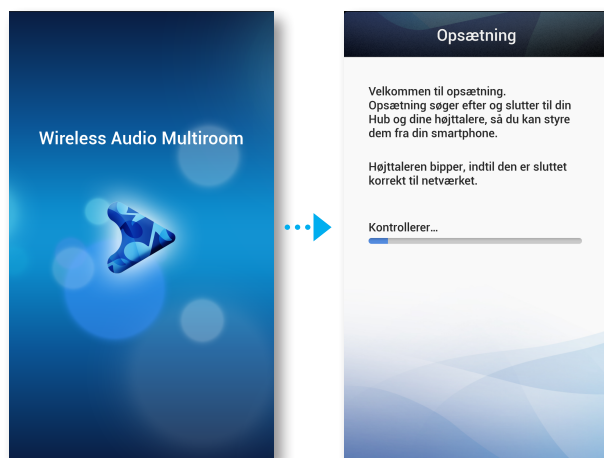 Wireless Audio Multiroom
Opsætning
Velkommen til opsætning.
Opsætning søger efter og slutter til din
Hub og dine højttalere, så du kan styre
dem fra din smartphone.
Højttaleren bipper, indtil den er sluttet
korrekt til netværket.
Kontrollerer...